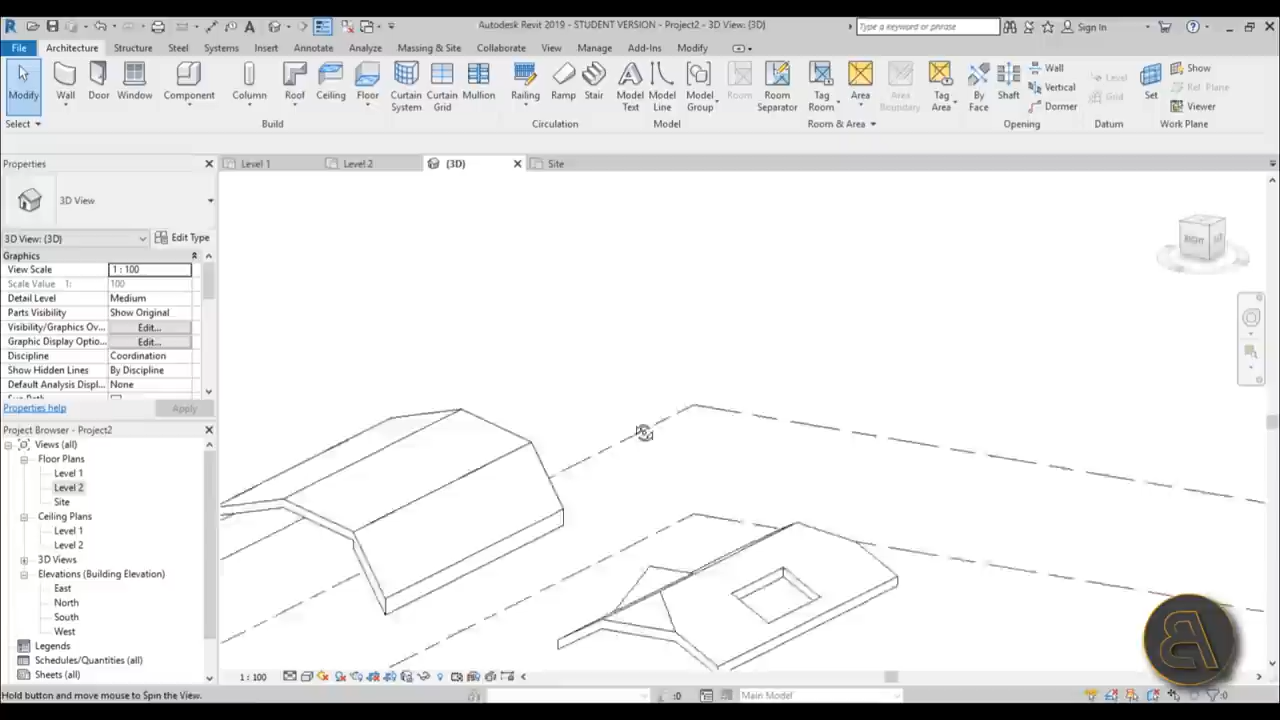 Autodesk Revit 2019 - STUDENT VERSION - Project2 - 3D View: {3D}
Type a keyword or phrase
Sign In
File Architecture Structure Steel Systems Insert Annotate Analyze Massing & Site Collaborate View Manage Add-Ins Modify
Modify Wall Door Window Component Column Roof Ceiling Floor Curtain System Curtain Grid Mullion Railing Ramp Stair Model Text Model Line Model Group Room Room Separator Tag Room Area Area Boundary Tag Area By Face Shaft Wall Vertical Dormer Level Grid Set Show Ref. Plane Viewer
Select Build Circulation Model Room & Area Opening Datum Work Plane
Properties
Level 1 Level 2 {3D} Site
3D View
3D View: {3D} Edit Type
Graphics
View Scale 1 : 100
Scale Value 1: 100
Detail Level Medium
Parts Visibility Show Original
Visibility/Graphics Ov... Edit...
Graphic Display Optio... Edit...
Discipline Coordination
Show Hidden Lines By Discipline
Default Analysis Displ... None
Properties help Apply
Project Browser - Project2
Views (all)
Floor Plans
Level 1
Level 2
Site
Ceiling Plans
Level 1
Level 2
3D Views
Elevations (Building Elevation)
East
North
South
West
Legends
Schedules/Quantities (all)
Sheets (all)
RIGHT
1 : 100
Hold button and move mouse to Spin the View.
:0 Main Model :0